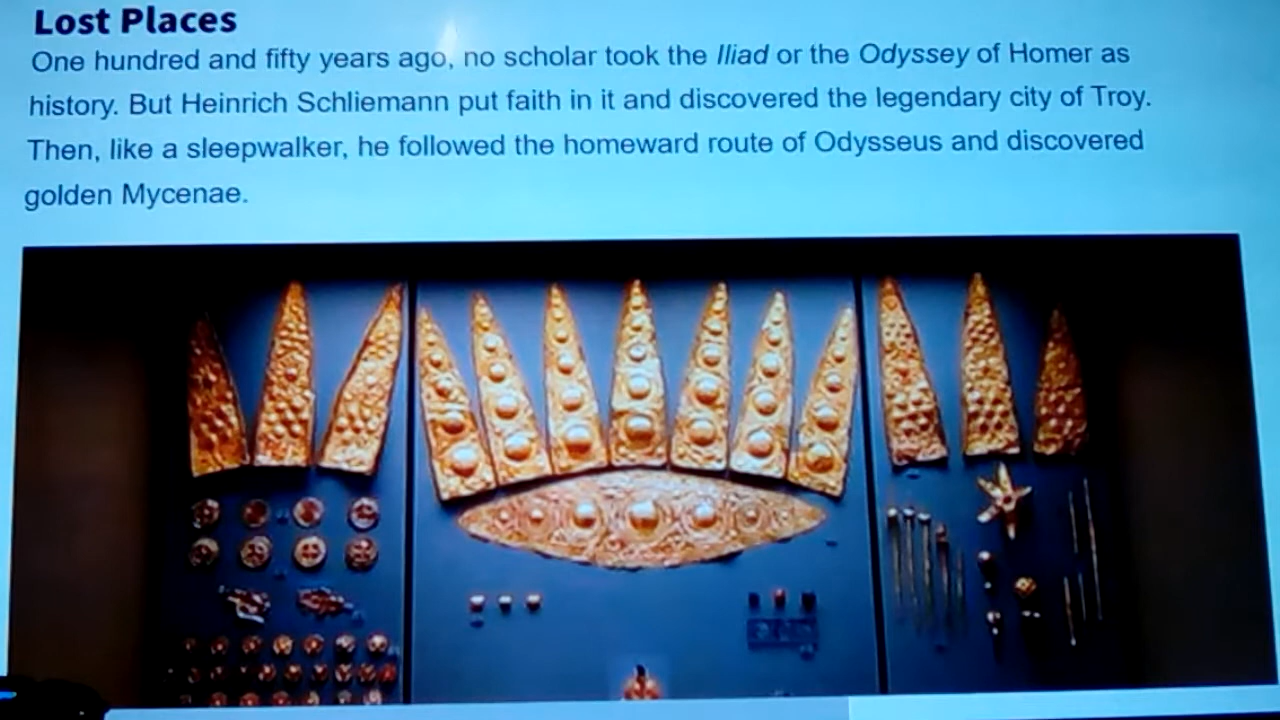 Lost Places
One hundred and fifty years ago, no scholar took the Iliad or the Odyssey of Homer as
history. But Heinrich Schliemann put faith in it and discovered the legendary city of Troy.
Then, like a sleepwalker, he followed the homeward route of Odysseus and discovered
golden Mycenae.